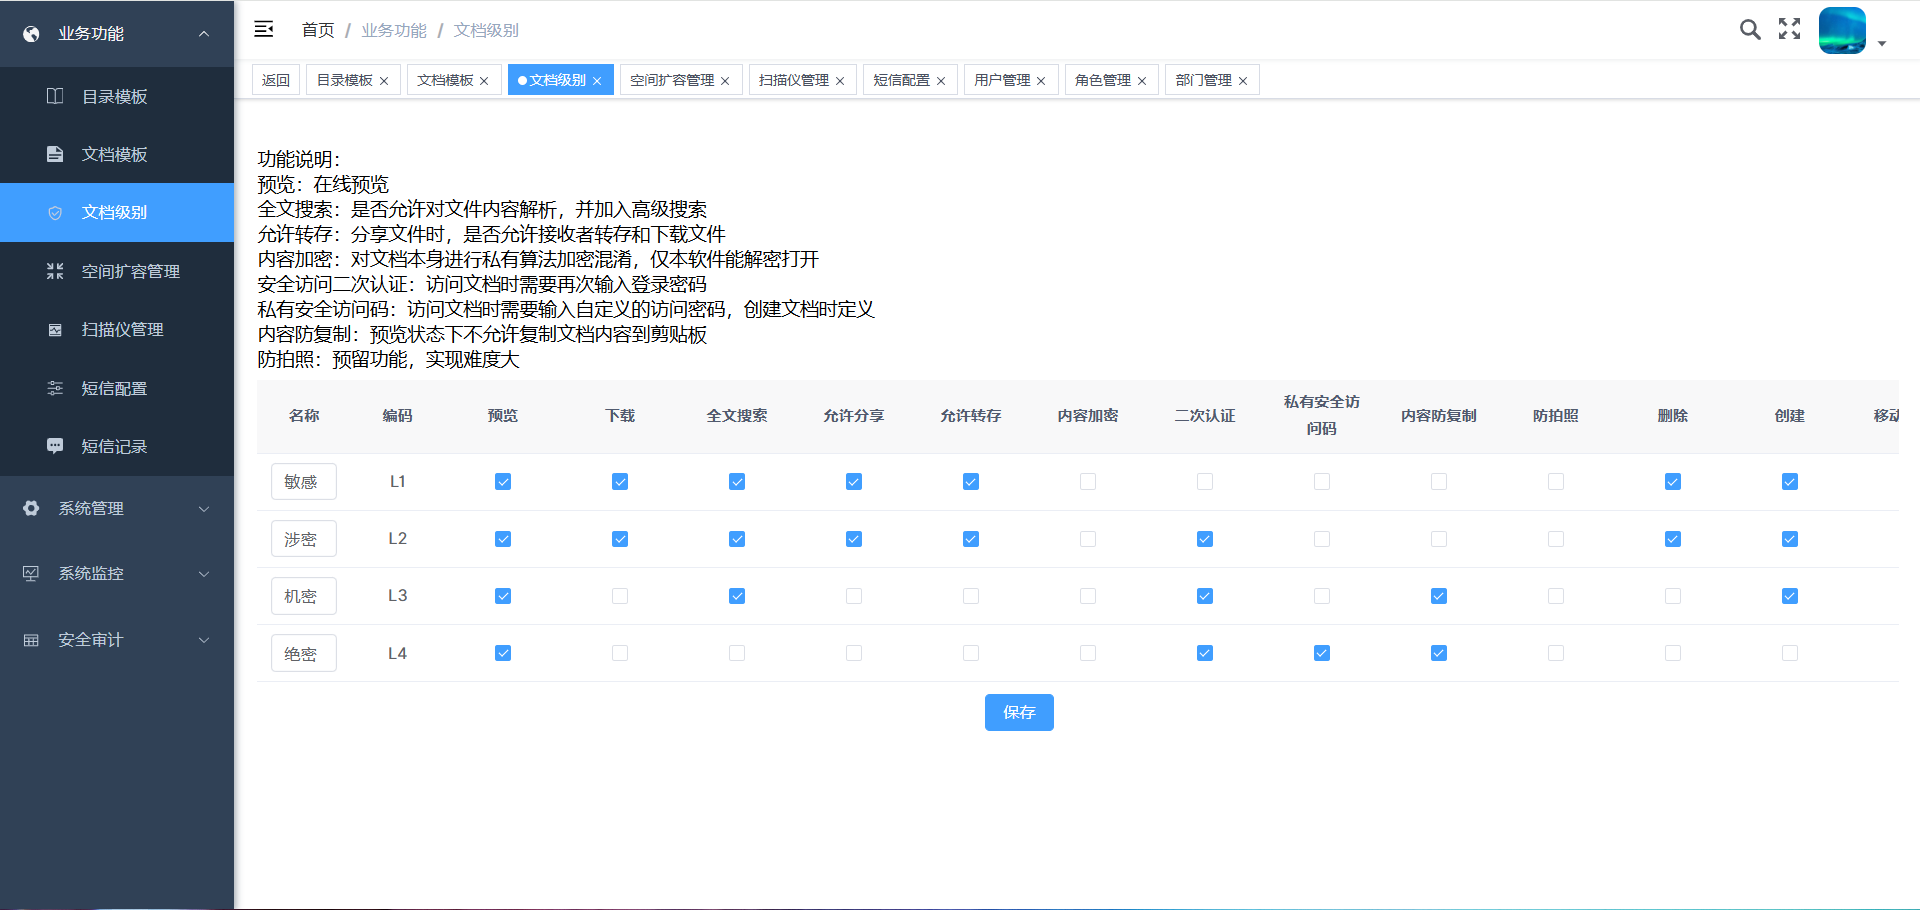 业务功能
目录模板
文档模板
文档级别
空间扩容管理
扫描仪管理
短信配置
短信记录
系统管理
系统监控
安全审计
首页 / 业务功能 / 文档级别
返回 目录模板 文档模板 文档级别 空间扩容管理 扫描仪管理 短信配置 用户管理 角色管理 部门管理
功能说明：
预览：在线预览
全文搜索：是否允许对文件内容解析，并加入高级搜索
允许转存：分享文件时，是否允许接收者转存和下载文件
内容加密：对文档本身进行私有算法加密混淆，仅本软件能解密打开
安全访问二次认证：访问文档时需要再次输入登录密码
私有安全访问码：访问文档时需要输入自定义的访问密码，创建文档时定义
内容防复制：预览状态下不允许复制文档内容到剪贴板
防拍照：预留功能，实现难度大
名称 编码 预览 下载 全文搜索 允许分享 允许转存 内容加密 二次认证 私有安全访问码 内容防复制 防拍照 删除 创建 移动
敏感 L1
涉密 L2
机密 L3
绝密 L4
保存